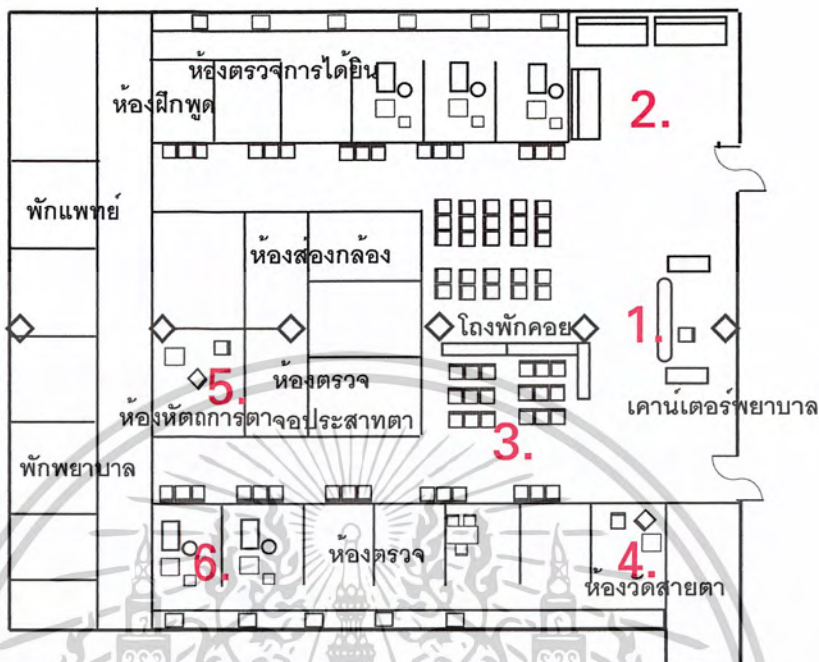 ห้องตรวจการได้ยิน
ห้องฝึกพูด
2.
พักแพทย์
ห้องส่องกล้อง
โถงพักคอย
1.
5.
ห้องตรวจ
จอประสาทตา
ห้องหัตถการตา
เคาน์เตอร์พยาบาล
3.
พักพยาบาล
6.
ห้องตรวจ
4.
ห้องวัดสายตา